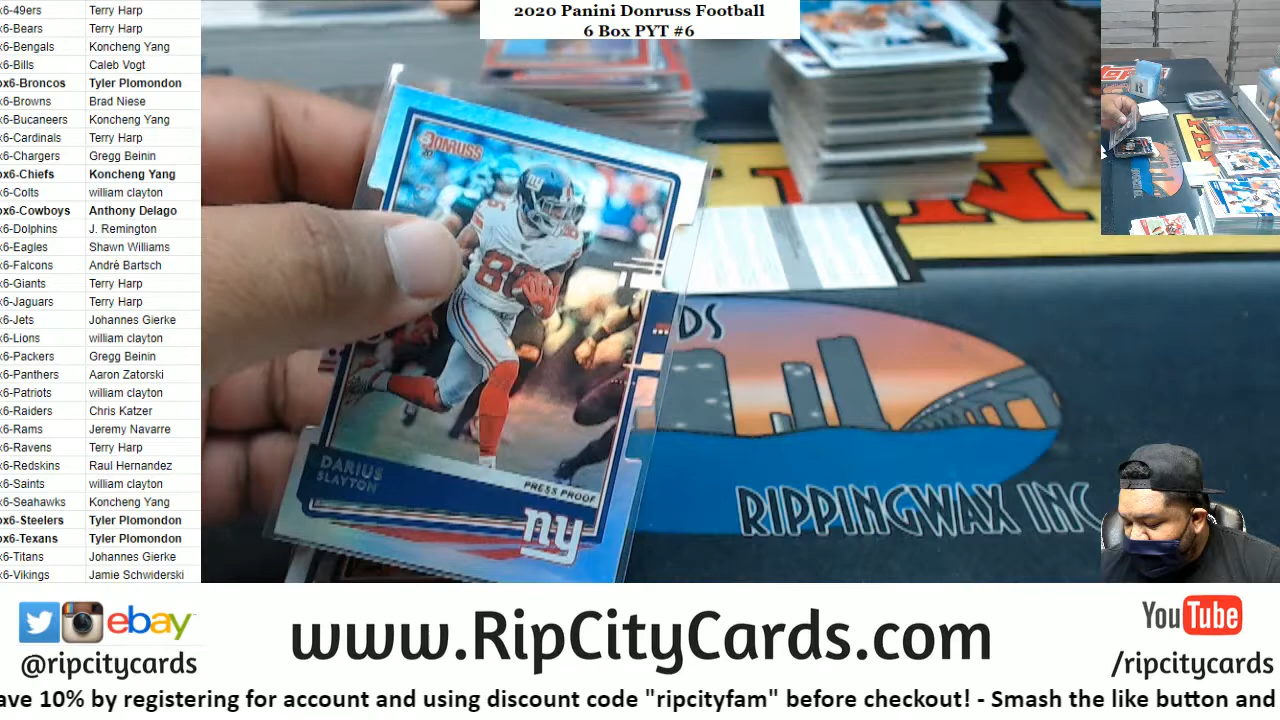 2020 Panini Donruss Football
6 Box PYT #6
x6-49ers Terry Harp
x6-Bears Terry Harp
x6-Bengals Koncheng Yang
x6-Bills Caleb Vogt
ox6-Broncos Tyler Plomondon
x6-Browns Brad Niese
x6-Bucaneers Koncheng Yang
x6-Cardinals Terry Harp
x6-Chargers Gregg Beinin
ox6-Chiefs Koncheng Yang
x6-Colts william clayton
ox6-Cowboys Anthony Delago
x6-Dolphins J. Remington
x6-Eagles Shawn Williams
x6-Falcons André Bartsch
x6-Giants Terry Harp
x6-Jaguars Terry Harp
x6-Jets Johannes Gierke
x6-Lions william clayton
x6-Packers Gregg Beinin
x6-Panthers Aaron Zatorski
x6-Patriots william clayton
x6-Raiders Chris Katzer
x6-Rams Jeremy Navarre
x6-Ravens Terry Harp
x6-Redskins Raul Hernandez
x6-Saints william clayton
x6-Seahawks Koncheng Yang
ox6-Steelers Tyler Plomondon
ox6-Texans Tyler Plomondon
x6-Titans Johannes Gierke
x6-Vikings Jamie Schwiderski
DONRUSS
ny
86
DARIUS
SLAYTON
PRESS PROOF
ny
DS
RIPPINGWAX INC
ebay
@ripcitycards
www.RipCityCards.com
YouTube
/ripcitycards
ave 10% by registering for account and using discount code "ripcityfam" before checkout! - Smash the like button and